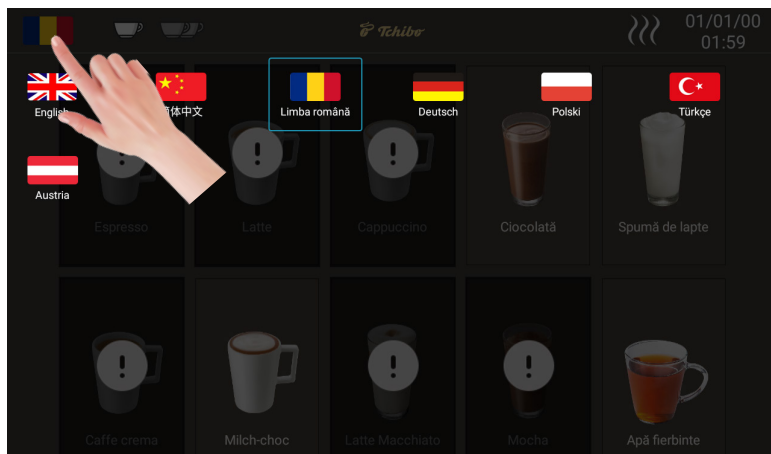 Tchibo
01/01/00
01:59
English
简体中文
Limba română
Deutsch
Polski
Türkçe
Austria
Espresso
Latte
Cappuccino
Ciocolată
Spumă de lapte
Caffe crema
Milch-choc
Latte Macchiato
Mocha
Apă fierbinte